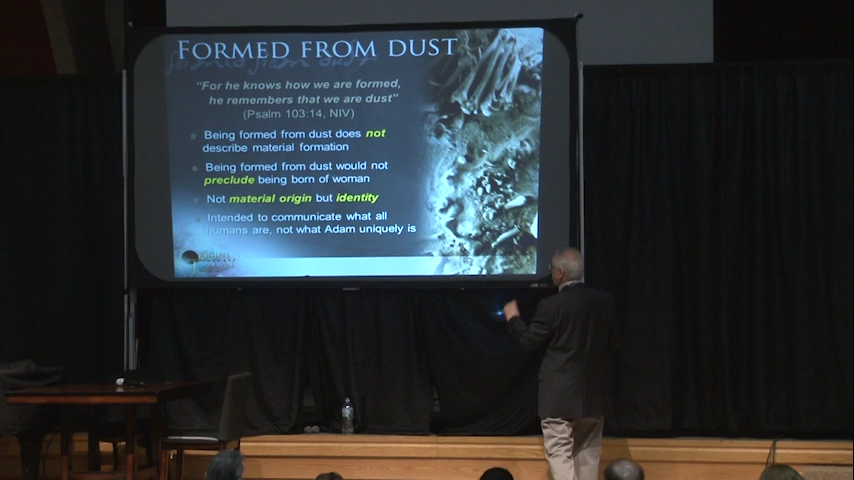 FORMED FROM DUST
“For he knows how we are formed,
he remembers that we are dust”
(Psalm 103:14, NIV)
Being formed from dust does not
describe material formation
Being formed from dust would not
preclude being born of woman
Not material origin but identity
Intended to communicate what all
humans are, not what Adam uniquely is